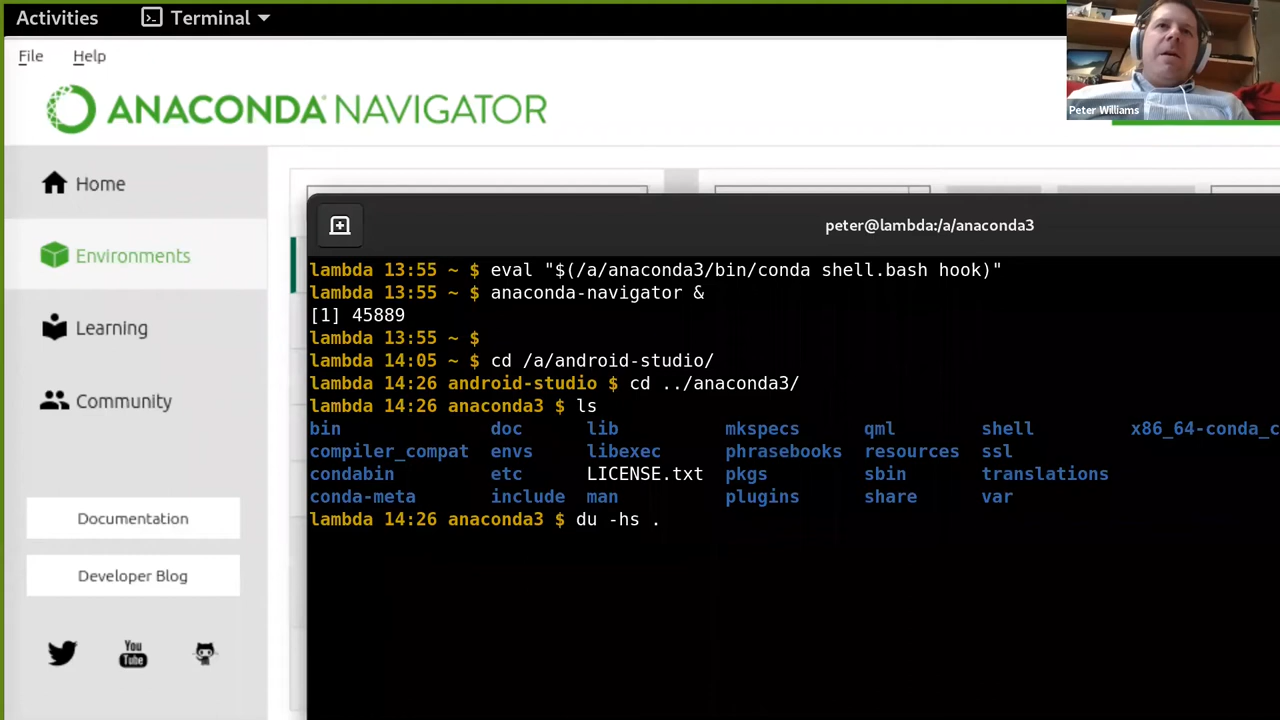 Activities Terminal
File Help
ANACONDA NAVIGATOR
Peter Williams
Home
Environments
Learning
Community
Documentation
Developer Blog
You
Tube
peter@lambda:/a/anaconda3
lambda 13:55 ~ $ eval "$(/a/anaconda3/bin/conda shell.bash hook)"
lambda 13:55 ~ $ anaconda-navigator &
[1] 45889
lambda 13:55 ~ $
lambda 14:05 ~ $ cd /a/android-studio/
lambda 14:26 android-studio $ cd ../anaconda3/
lambda 14:26 anaconda3 $ ls
bin doc lib mkspecs qml shell x86_64-conda_c
compiler_compat envs libexec phrasebooks resources ssl
condabin etc LICENSE.txt pkgs sbin translations
conda-meta include man plugins share var
lambda 14:26 anaconda3 $ du -hs .